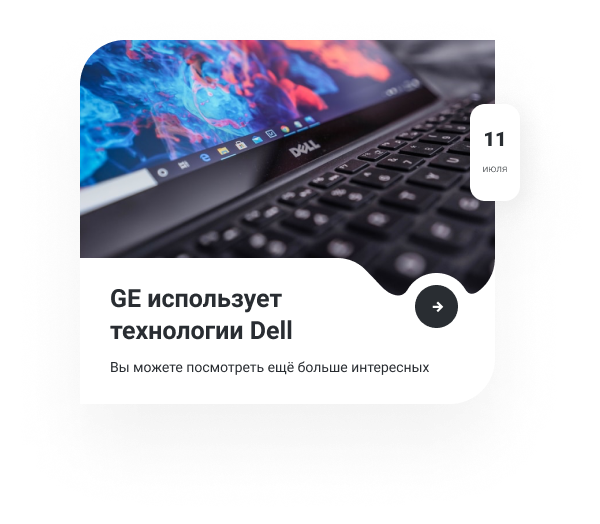 DELL
11
июля
GE использует
технологии Dell
Вы можете посмотреть ещё больше интересных